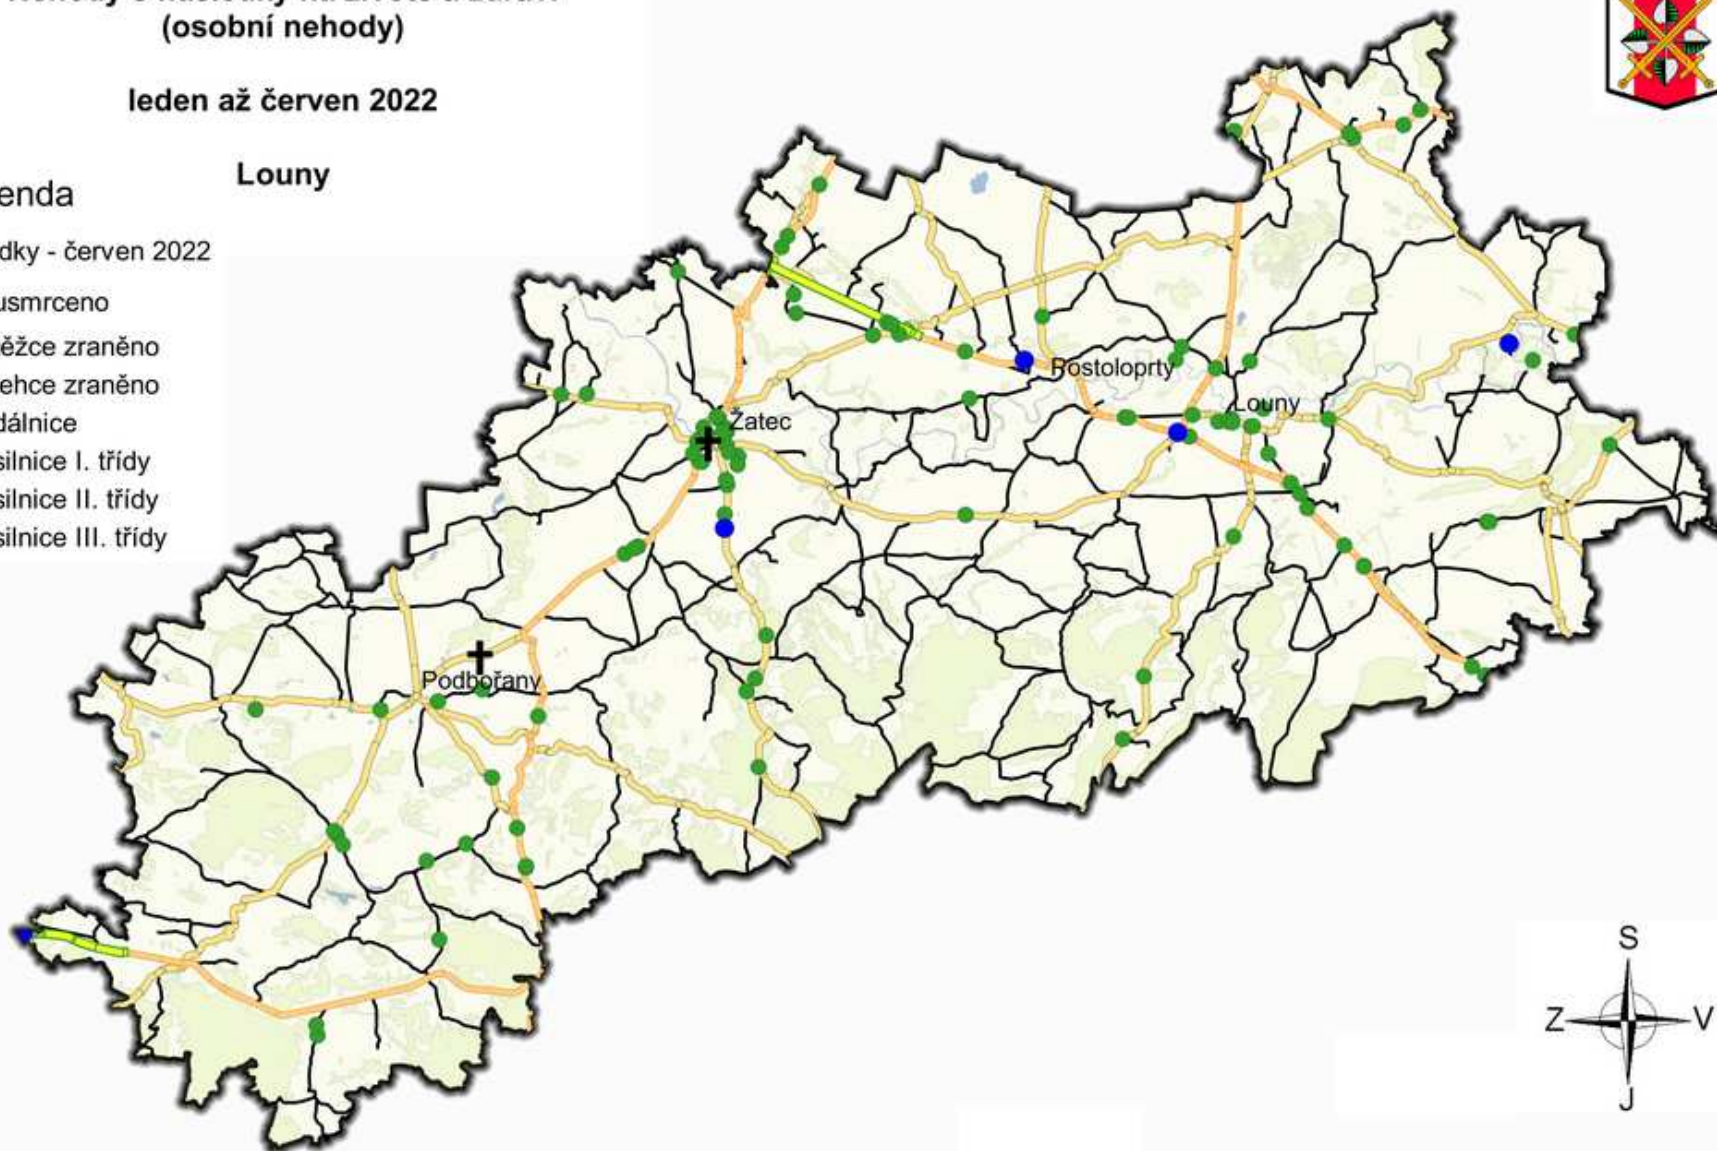 (osobní nehody)
leden až červen 2022
Louny
enda
dky - červen 2022
usmrceno
ěžce zraněno
ehce zraněno
dálnice
silnice I. třídy
silnice II. třídy
silnice III. třídy
Postoloprty
Louny
Žatec
Podbořany
S
Z
V
J